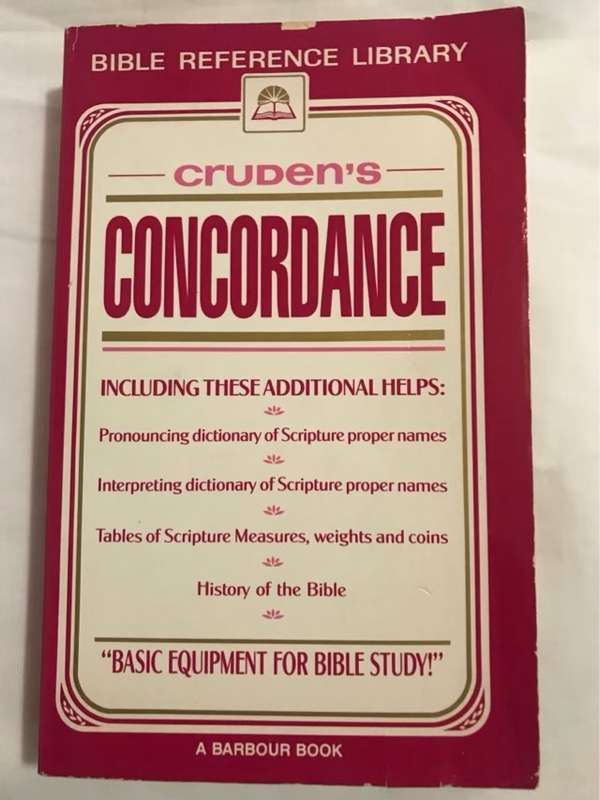 BIBLE REFERENCE LIBRARY
CRUDEN'S
CONCORDANCE
INCLUDING THESE ADDITIONAL HELPS:
Pronouncing dictionary of Scripture proper names
Interpreting dictionary of Scripture proper names
Tables of Scripture Measures, weights and coins
History of the Bible
“BASIC EQUIPMENT FOR BIBLE STUDY!”
A BARBOUR BOOK